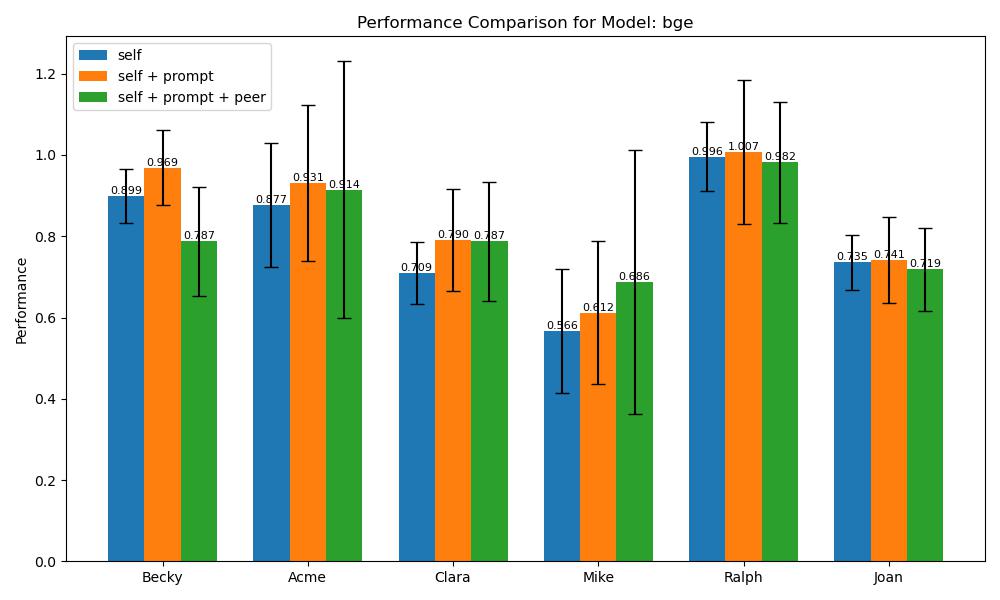 Performance Comparison for Model: bge
self
self + prompt
self + prompt + peer
Performance
1.2
1.0
0.8
0.6
0.4
0.2
0.0
0.899
0.969
0.787
0.877
0.931
0.914
0.709
0.790
0.787
0.566
0.612
0.686
0.996
1.007
0.982
0.735
0.741
0.719
Becky
Acme
Clara
Mike
Ralph
Joan